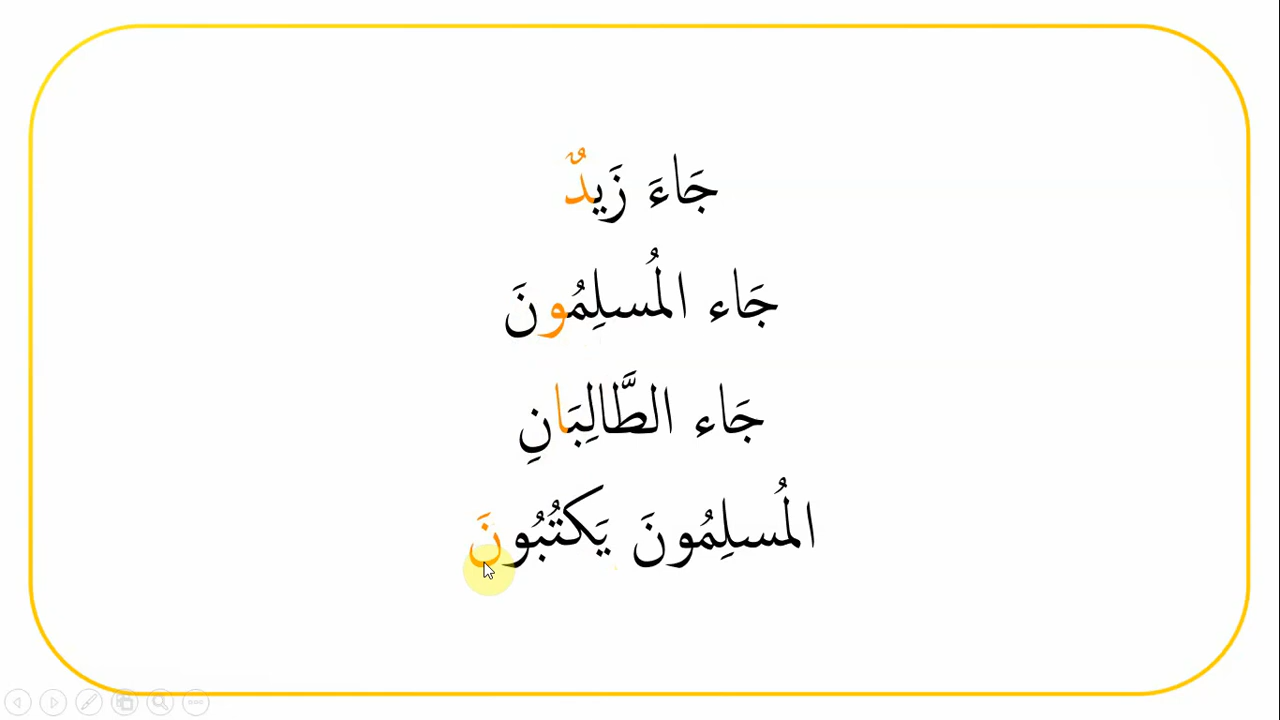 جَاءَ زَيدٌ
جَاء المُسلِمُونَ
جَاء الطَّالِبَانِ
المُسلِمُونَ يَكتُبُونَ